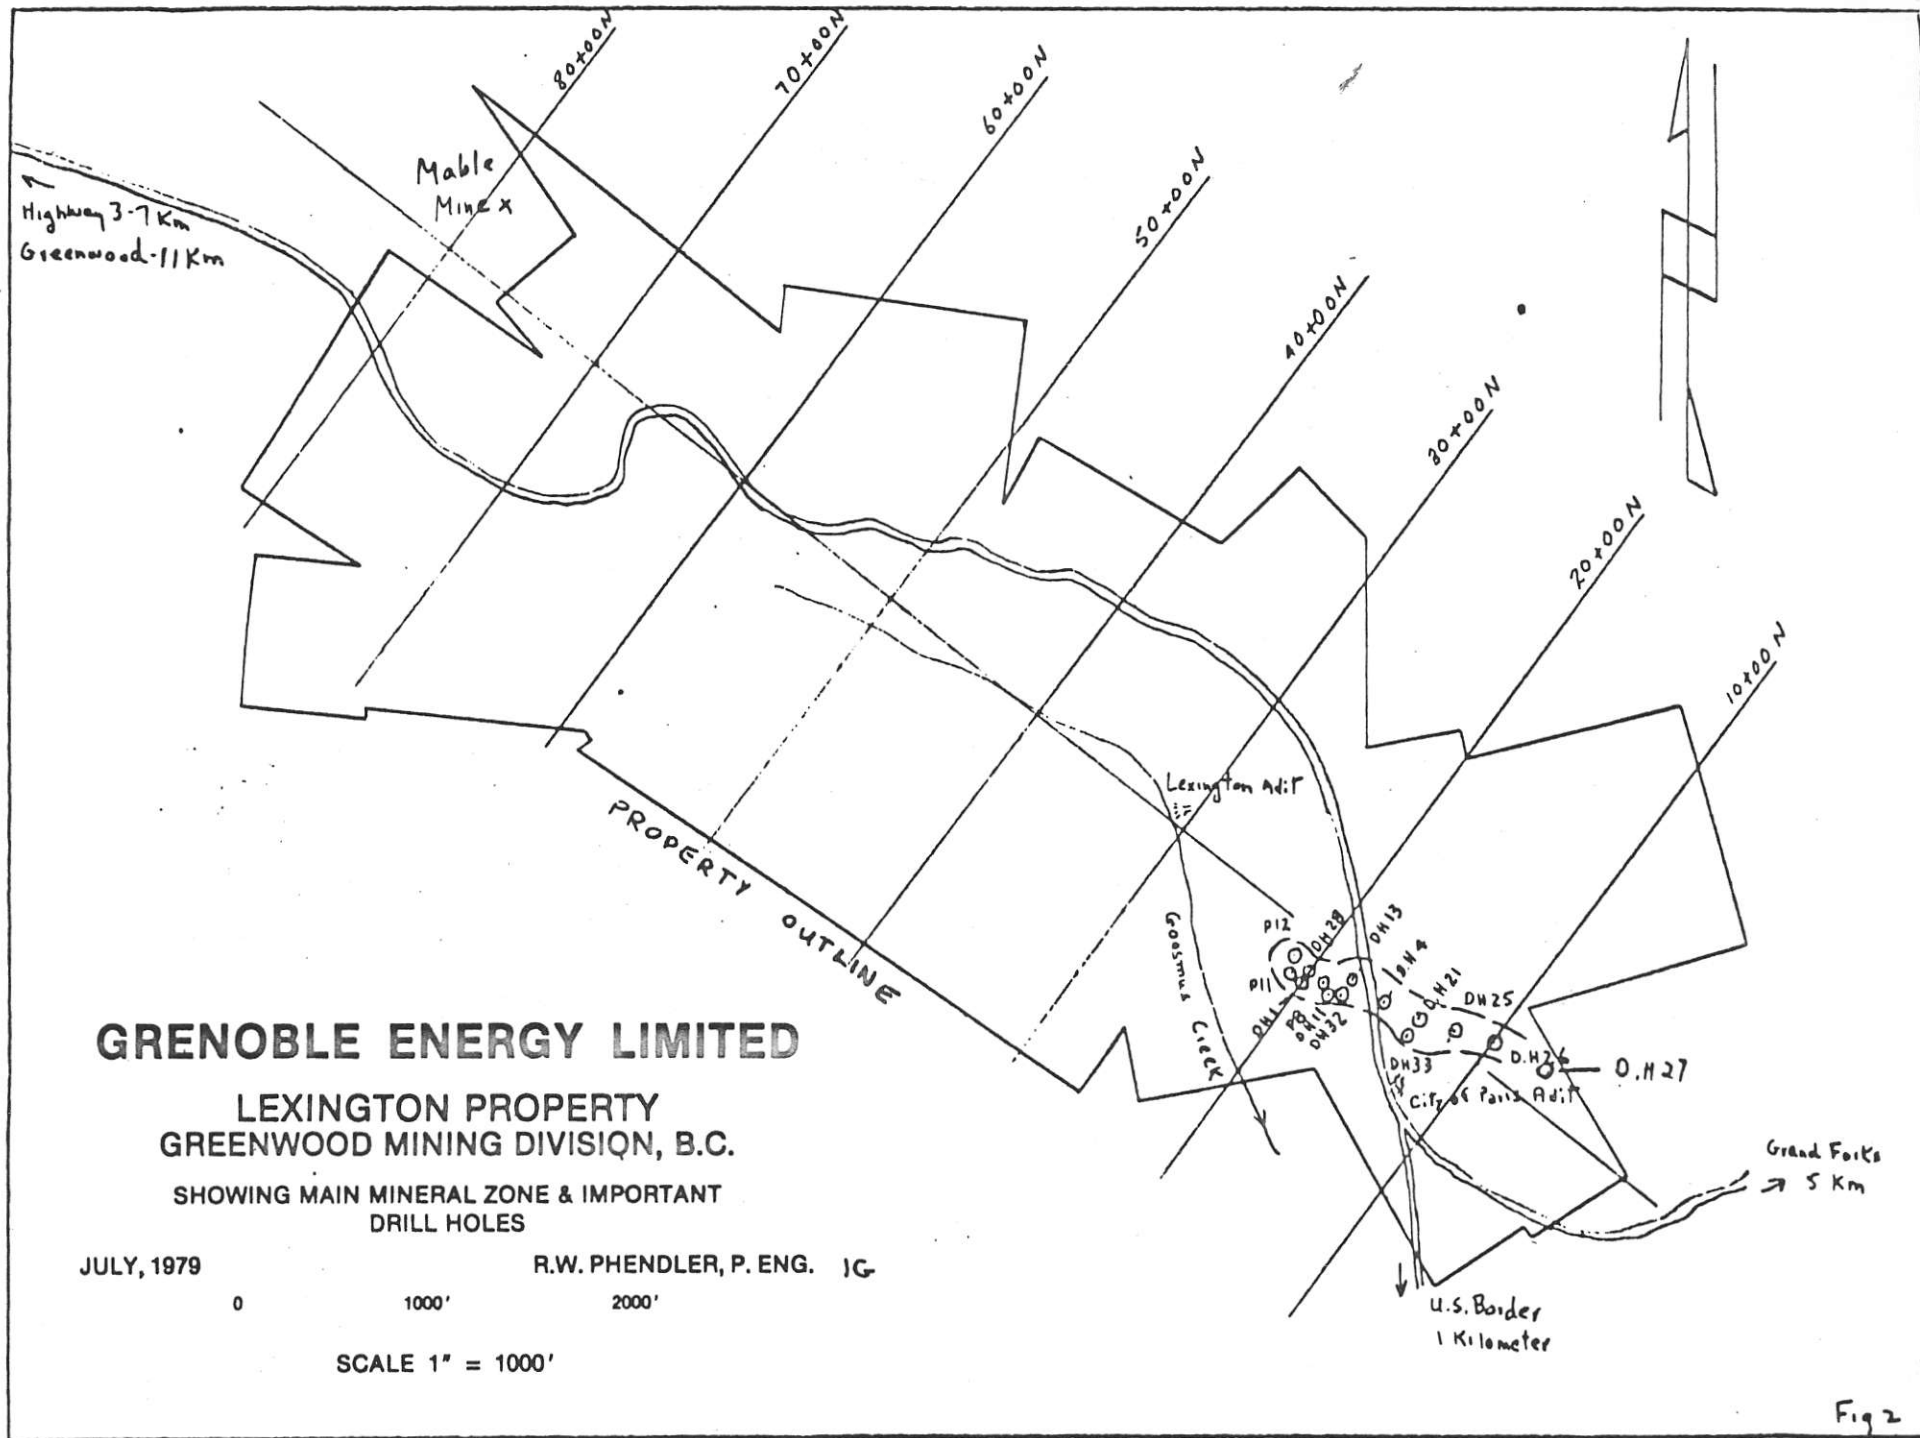 80+00N
70+00N
60+00N
50+00N
40+00N
30+00N
20+00N
10+00N
Mable
Mine x
Highway 3-7 Km
Greenwood-11 Km
Lexington Adit
PROPERTY OUTLINE
Goosmus Creek
P12
DH28
DH13
D.H4
D.H21
DH25
P11
DH1
P8
DH11
DH32
DH33
D.H26
D.H27
City of Paris Adit
Grand Forks
5 Km
U.S. Border
1 Kilometer
GRENOBLE ENERGY LIMITED
LEXINGTON PROPERTY
GREENWOOD MINING DIVISION, B.C.
SHOWING MAIN MINERAL ZONE & IMPORTANT
DRILL HOLES
JULY, 1979 R.W. PHENDLER, P. ENG. IG
0 1000' 2000'
SCALE 1" = 1000'
Fig 2